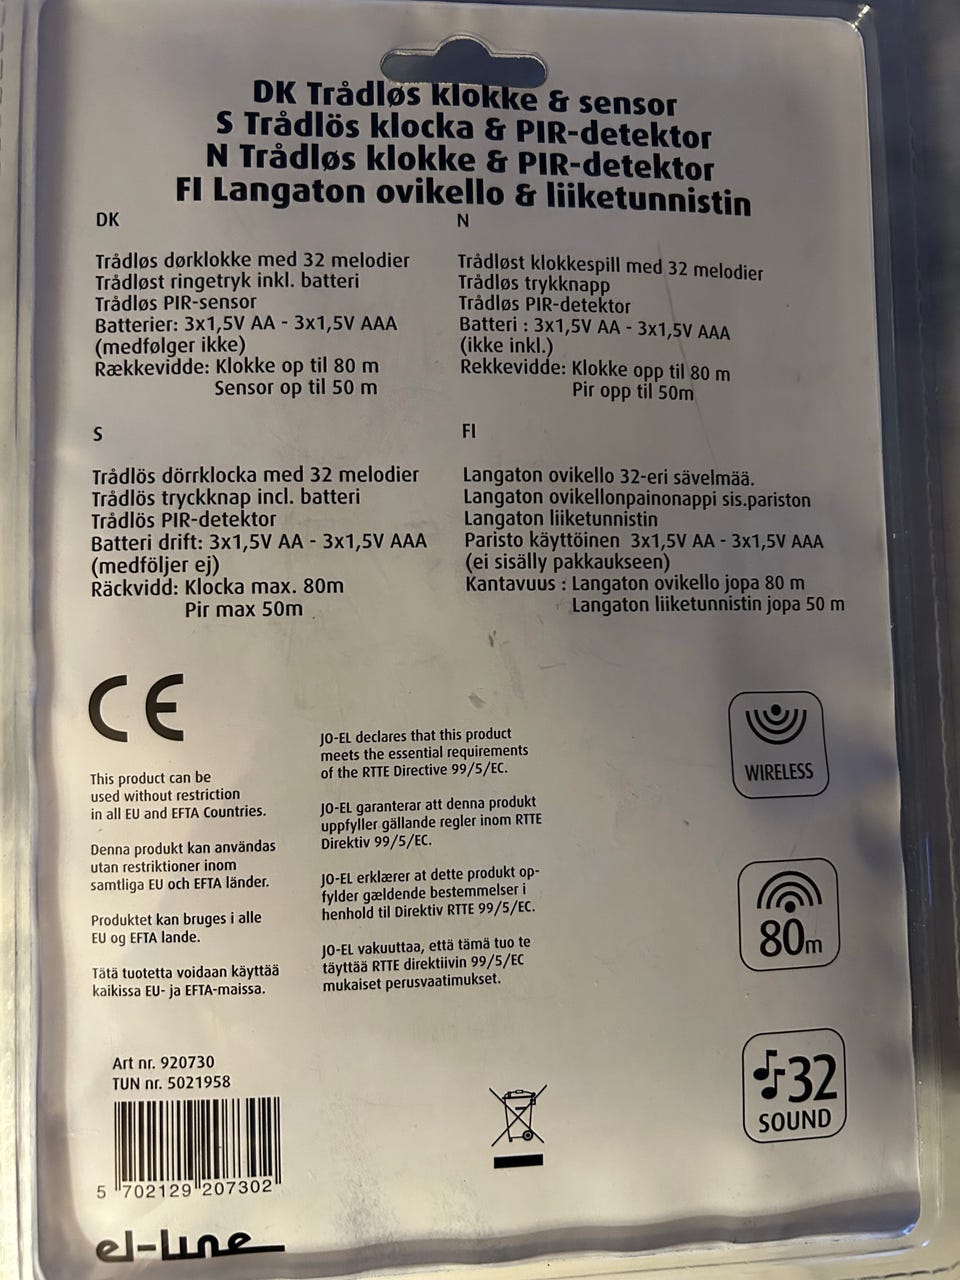 DK Trådløs klokke & sensor
S Trådlös klocka & PIR-detektor
N Trådløs klokke & PIR-detektor
FI Langaton ovikello & liiketunnistin
DK
Trådløs dørklokke med 32 melodier
Trådløst ringetryk inkl. batteri
Trådløs PIR-sensor
Batterier: 3x1,5V AA - 3x1,5V AAA
(medfølger ikke)
Rækkevidde: Klokke op til 80 m
Sensor op til 50 m
N
Trådløst klokkespill med 32 melodier
Trådløs trykknapp
Trådløs PIR-detektor
Batteri : 3x1,5V AA - 3x1,5V AAA
(ikke inkl.)
Rekkevidde: Klokke opp til 80 m
Pir opp til 50m
S
Trådlös dörrklocka med 32 melodier
Trådlös tryckknap incl. batteri
Trådlös PIR-detektor
Batteri drift: 3x1,5V AA - 3x1,5V AAA
(medföljer ej)
Räckvidd: Klocka max. 80m
Pir max 50m
FI
Langaton ovikello 32-eri sävelmää.
Langaton ovikellonpainonappi sis.pariston
Langaton liiketunnistin
Paristo käyttöinen 3x1,5V AA - 3x1,5V AAA
(ei sisälly pakkaukseen)
Kantavuus : Langaton ovikello jopa 80 m
Langaton liiketunnistin jopa 50 m
CE
This product can be
used without restriction
in all EU and EFTA Countries.
Denna produkt kan användas
utan restriktioner inom
samtliga EU och EFTA länder.
Produktet kan bruges i alle
EU og EFTA lande.
Tätä tuotetta voidaan käyttää
kaikissa EU- ja EFTA-maissa.
JO-EL declares that this product
meets the essential requirements
of the RTTE Directive 99/5/EC.
JO-EL garanterar att denna produkt
uppfyller gällande regler inom RTTE
Direktiv 99/5/EC.
JO-EL erklærer at dette produkt op-
fylder gældende bestemmelser i
henhold til Direktiv RTTE 99/5/EC.
JO-EL vakuuttaa, että tämä tuo te
täyttää RTTE direktiivin 99/5/EC
mukaiset perusvaatimukset.
WIRELESS
80m
32
SOUND
Art nr. 920730
TUN nr. 5021958
5 702129 207302
el-line